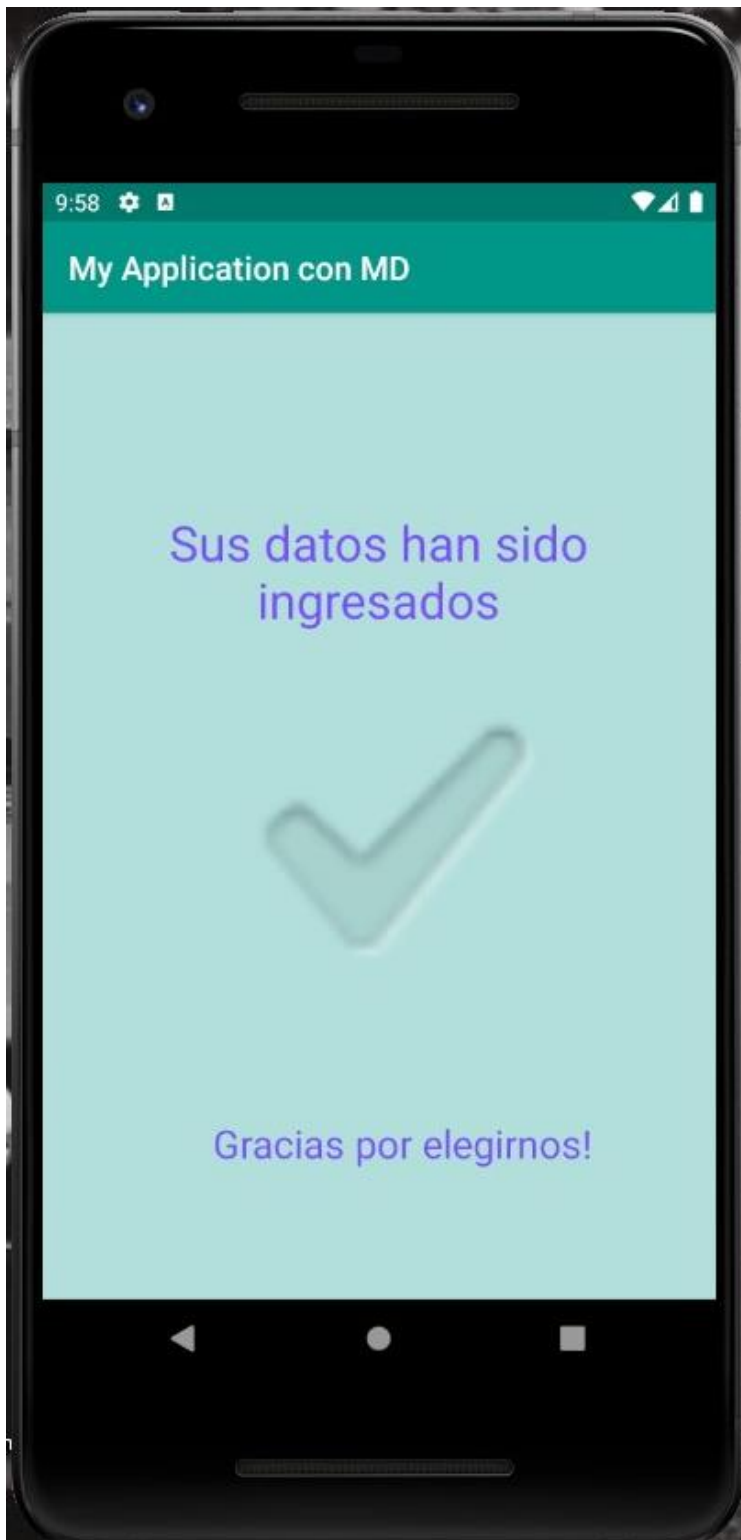 9:58
My Application con MD
Sus datos han sido
ingresados
Gracias por elegirnos!